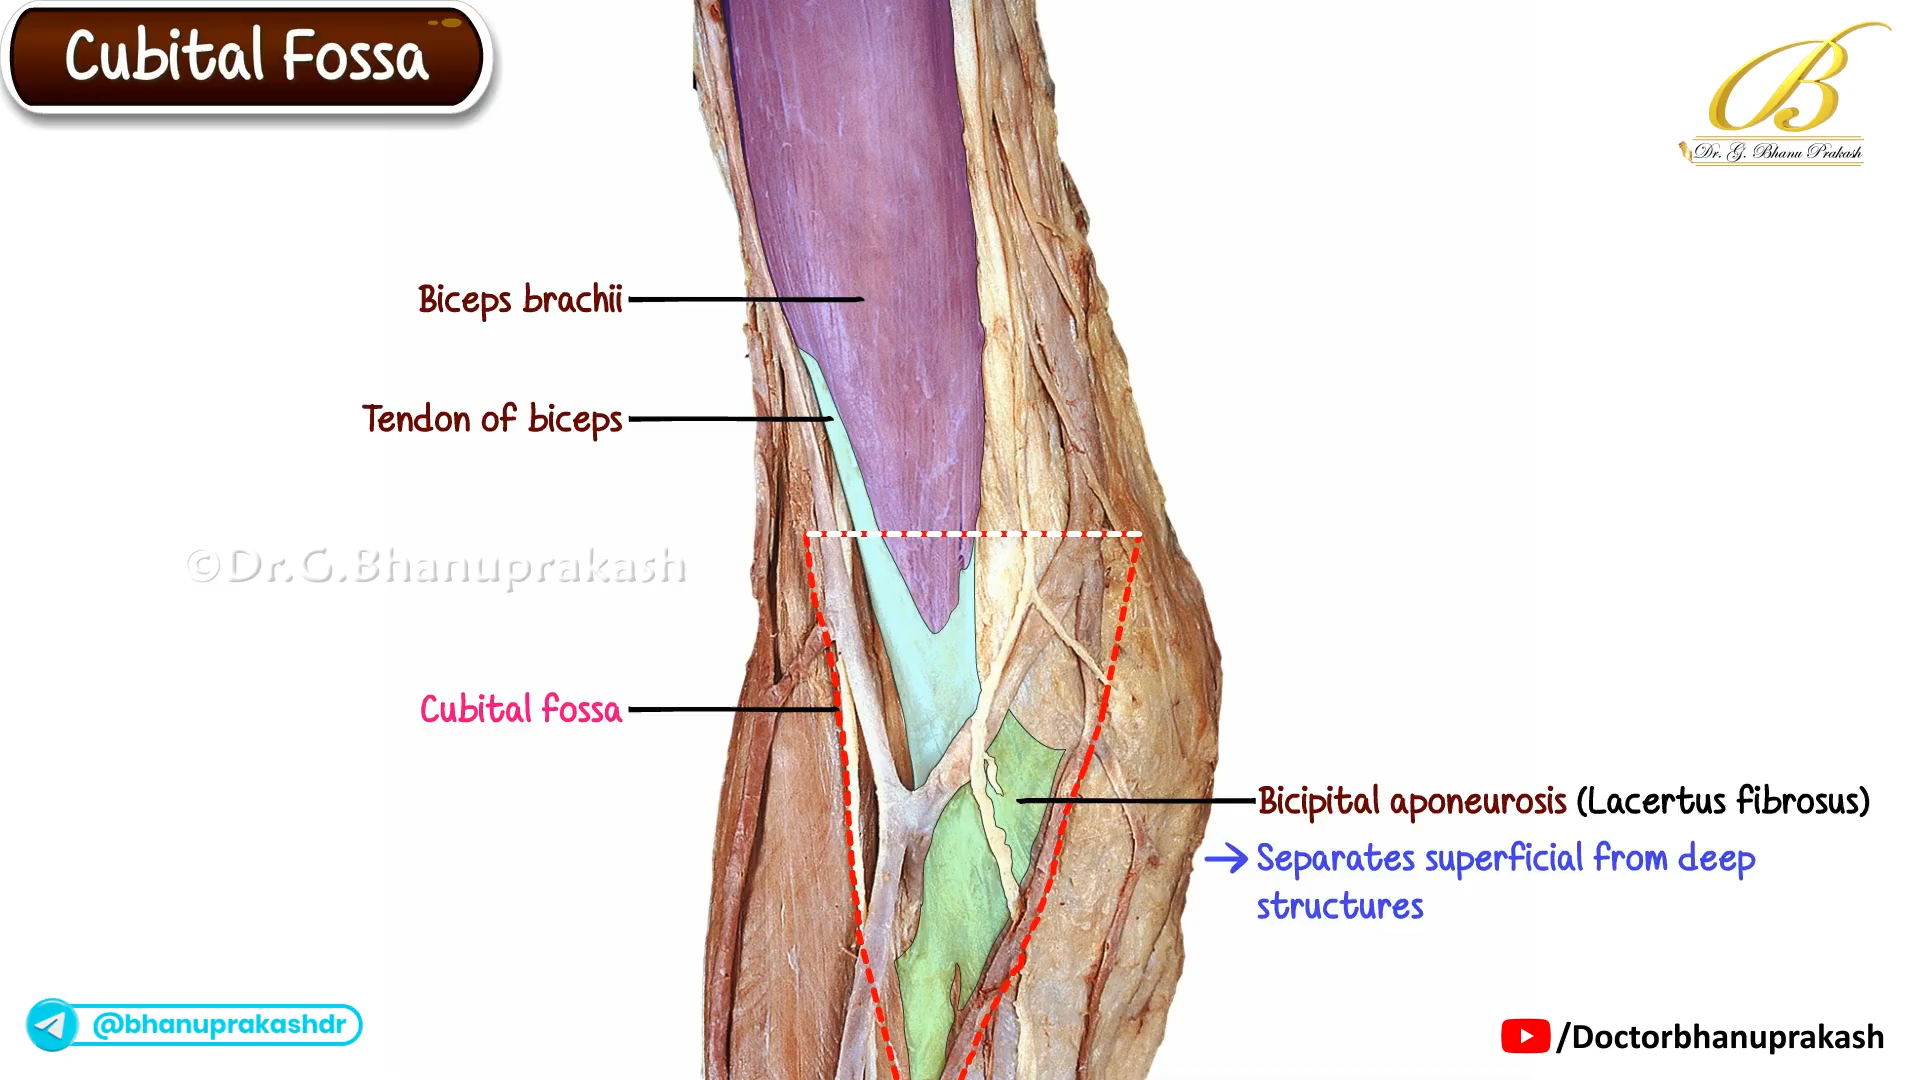 Cubital Fossa
B
Dr. G. Bhanu Prakash
Biceps brachii
Tendon of biceps
©Dr.G.Bhanuprakash
Cubital fossa
Bicipital aponeurosis (Lacertus fibrosus)
→ Separates superficial from deep
structures
@bhanuprakashdr
/Doctorbhanuprakash